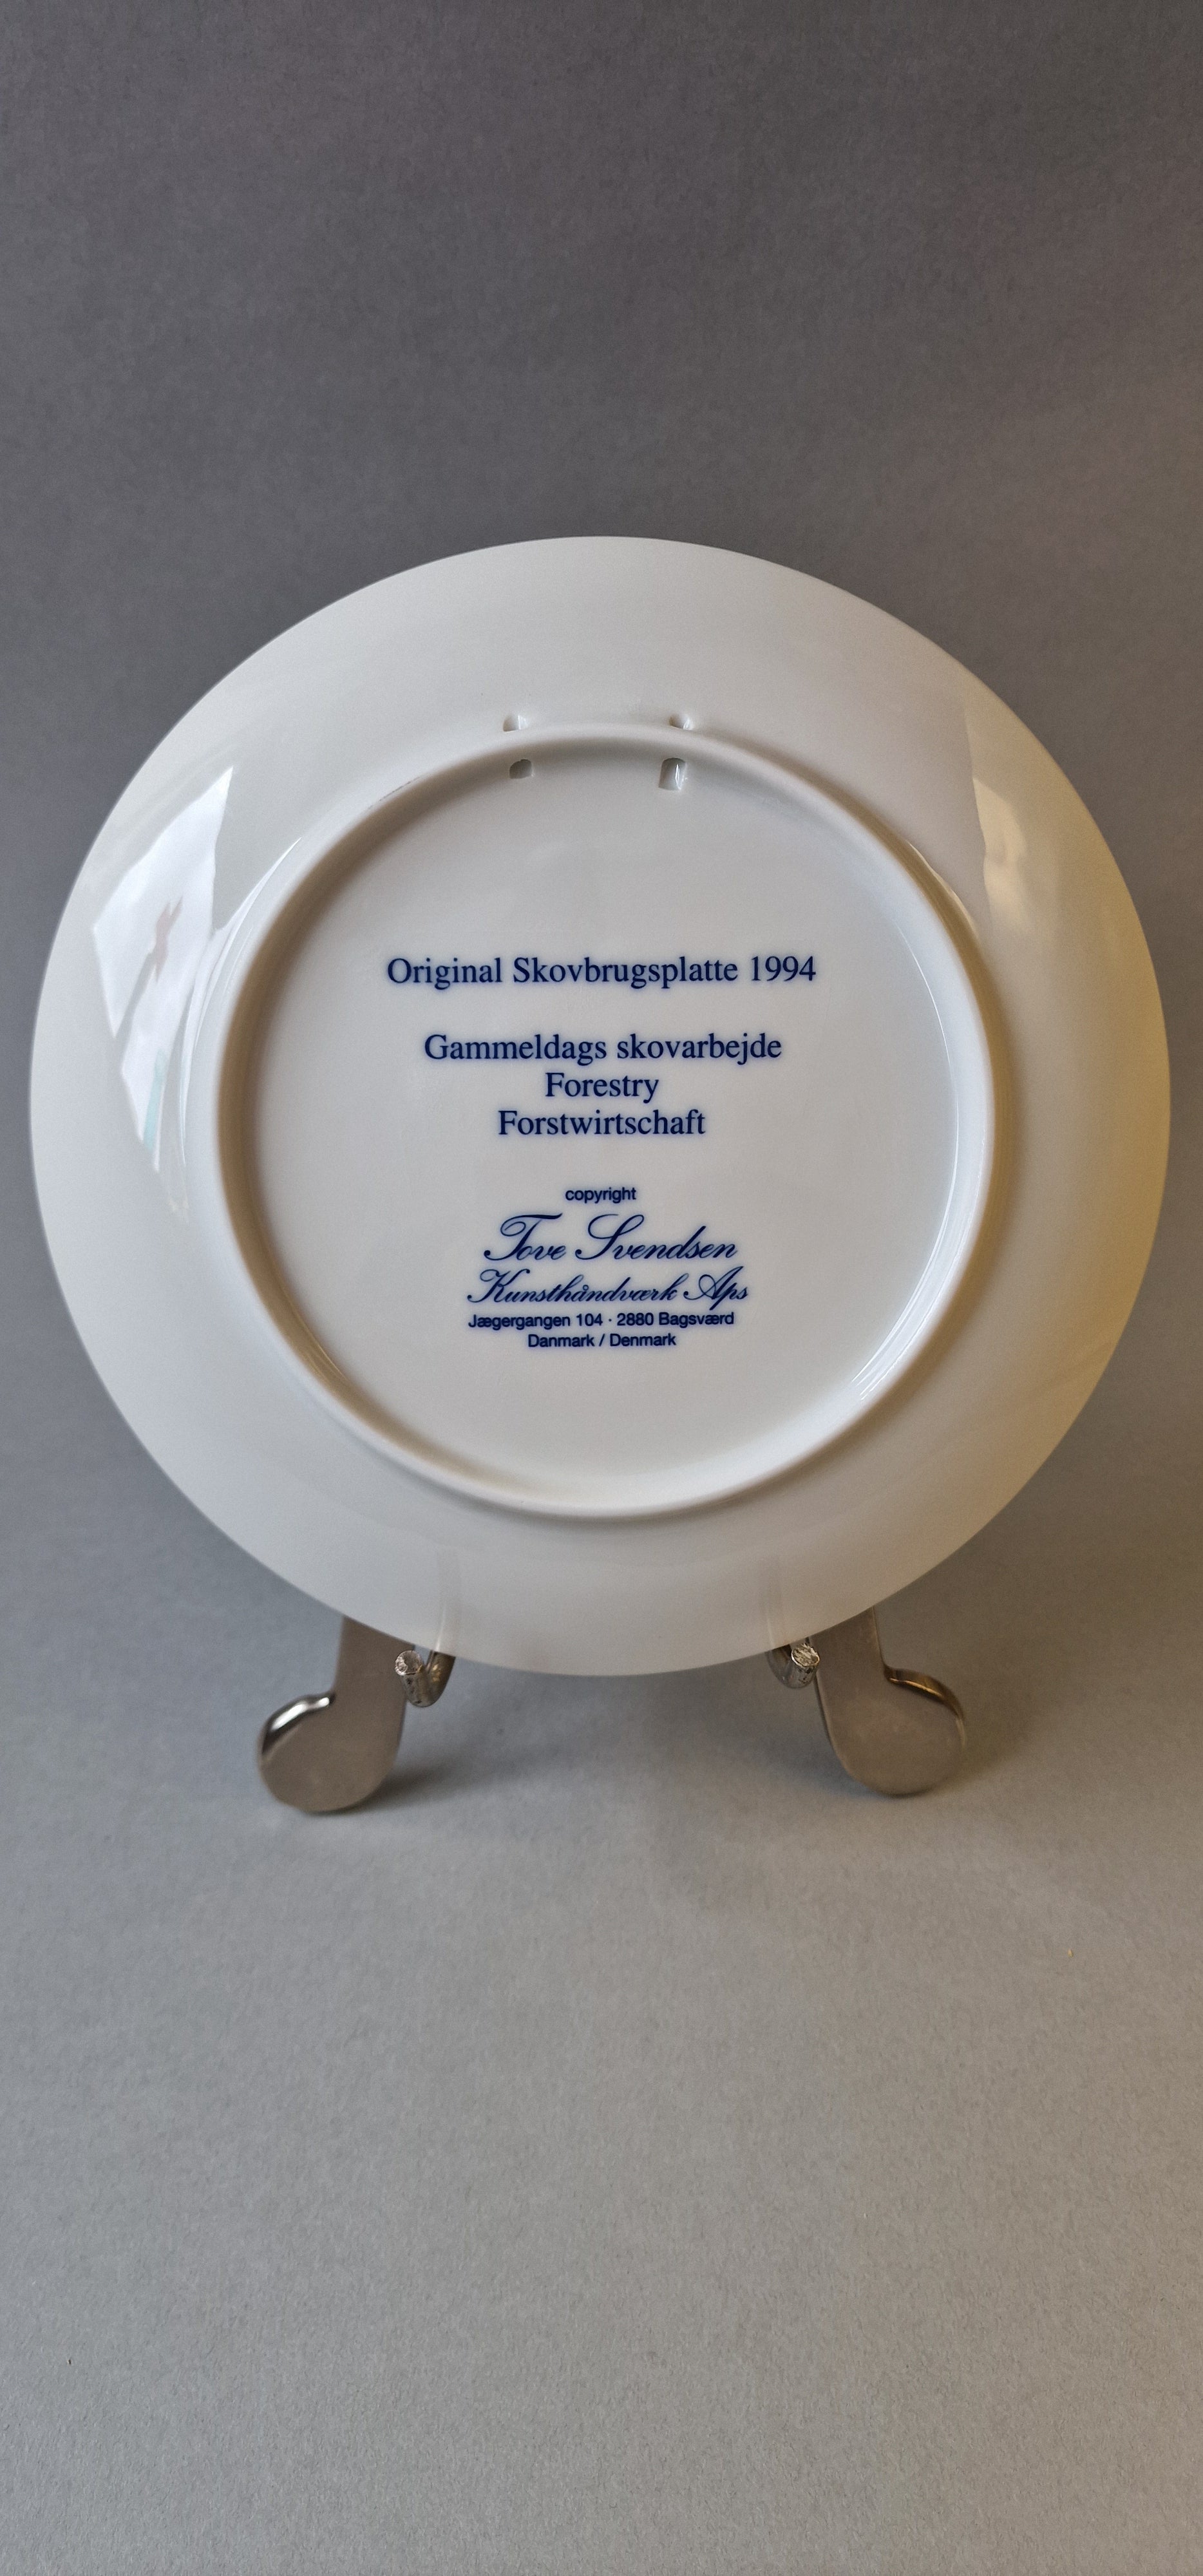 Original Skovbrugsplatte 1994
Gammeldags skovarbejde
Forestry
Forstwirtschaft
copyright
Tove Svendsen
Kunsthåndværk Aps
Jægergangen 104 · 2880 Bagsværd
Danmark / Denmark